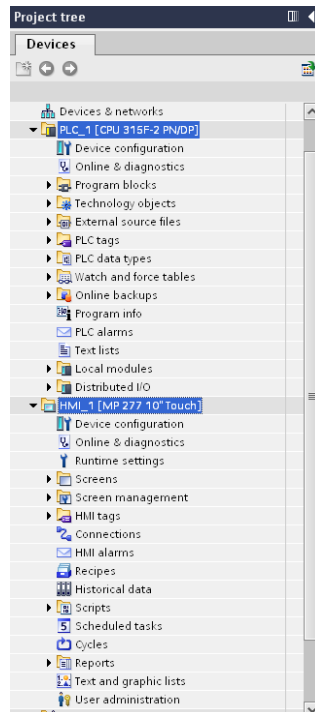 Project tree
Devices
Devices & networks
PLC_1 [CPU 315F-2 PN/DP]
Device configuration
Online & diagnostics
Program blocks
Technology objects
External source files
PLC tags
PLC data types
Watch and force tables
Online backups
Program info
PLC alarms
Text lists
Local modules
Distributed I/O
HMI_1 [MP 277 10" Touch]
Device configuration
Online & diagnostics
Runtime settings
Screens
Screen management
HMI tags
Connections
HMI alarms
Recipes
Historical data
Scripts
Scheduled tasks
Cycles
Reports
Text and graphic lists
User administration